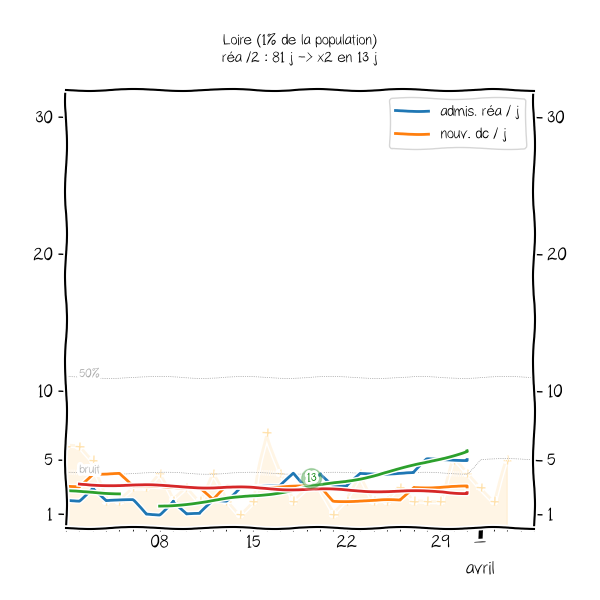 Loire (1% de la population)
réa /2 : 81 j -> x2 en 13 j
admis. réa / j
nouv. dc / j
30
30
20
20
50%
10
10
5
5
bruit
13
1
1
08
15
22
29
1
avril